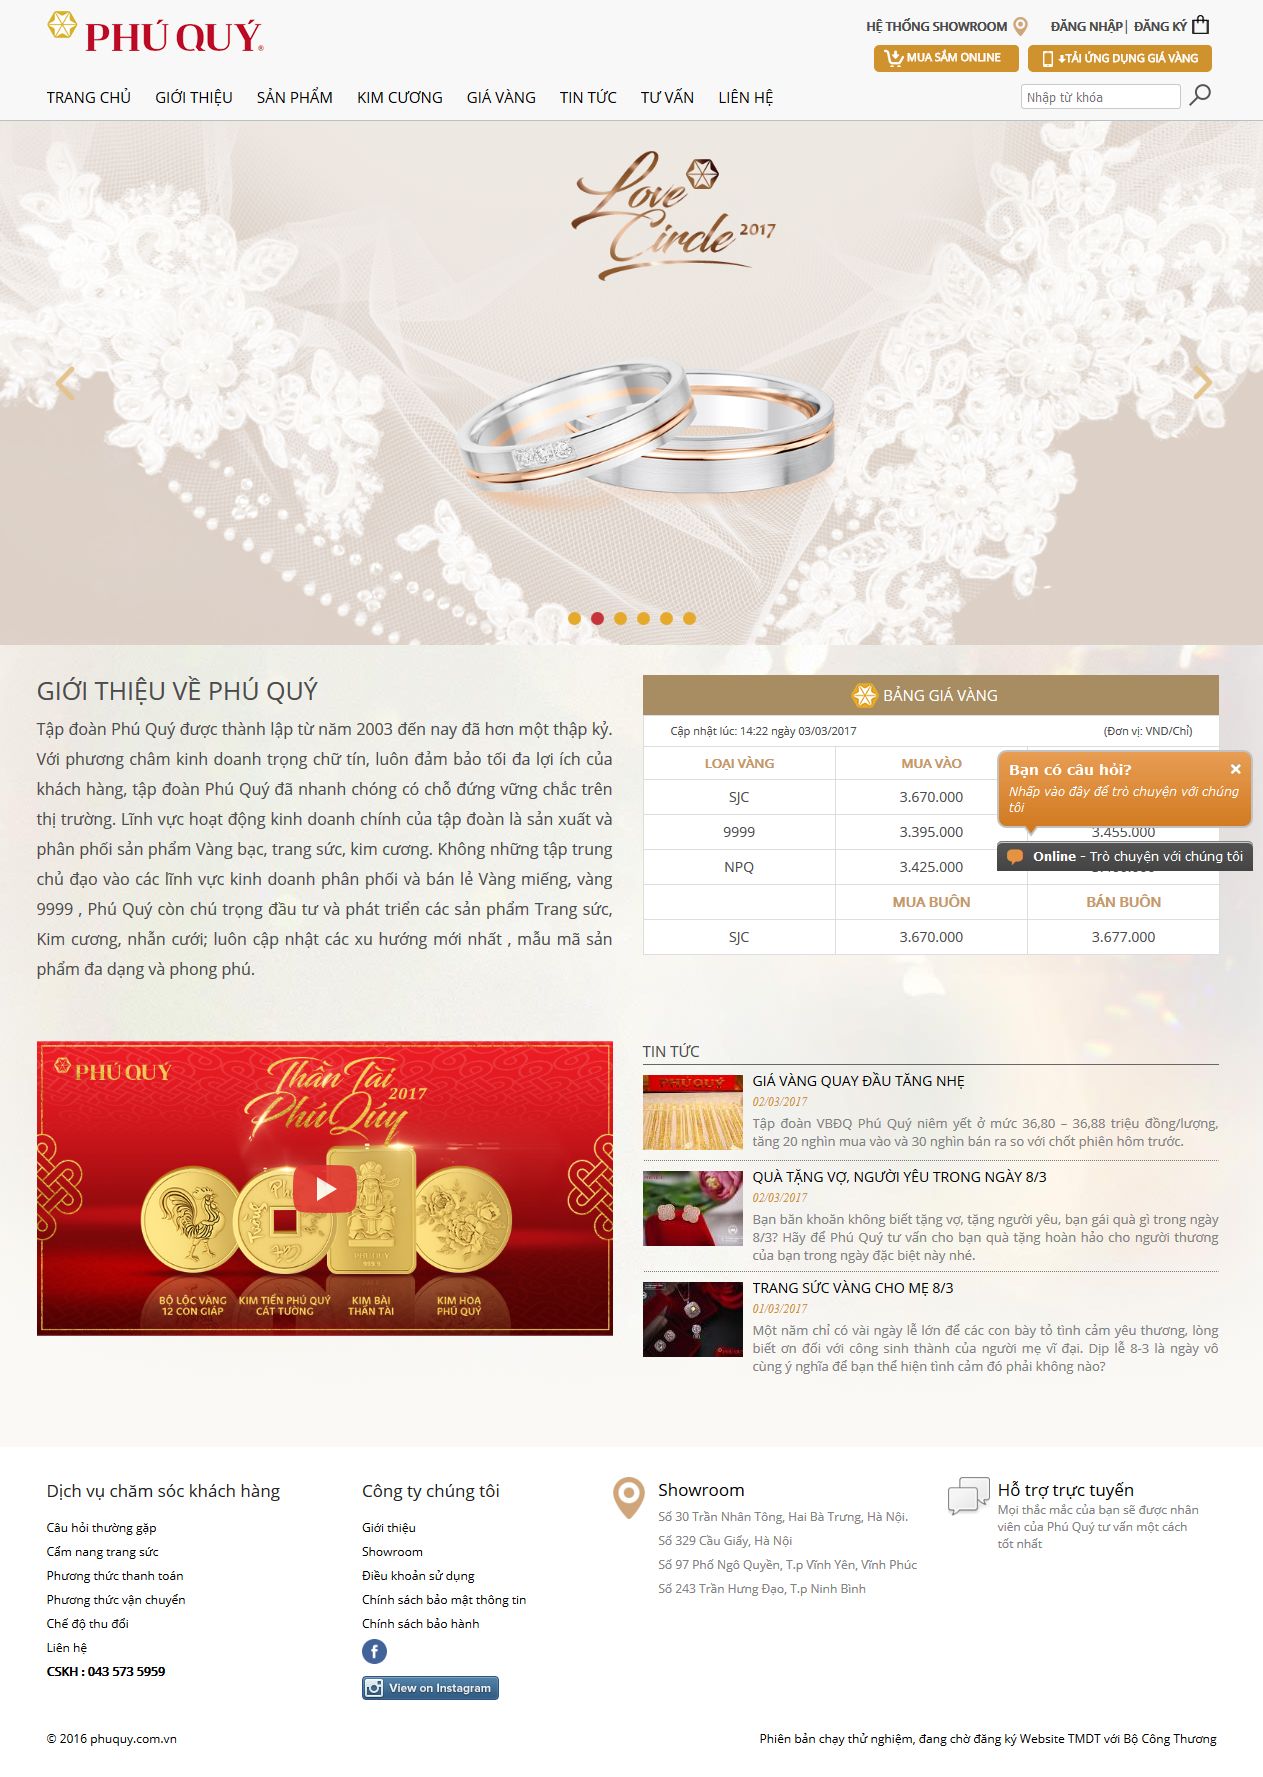 PHÚ QUÝ®
HỆ THỐNG SHOWROOM
ĐĂNG NHẬP | ĐĂNG KÝ
MUA SẮM ONLINE
TẢI ỨNG DỤNG GIÁ VÀNG
TRANG CHỦ GIỚI THIỆU SẢN PHẨM KIM CƯƠNG GIÁ VÀNG TIN TỨC TƯ VẤN LIÊN HỆ
Nhập từ khóa
Love
Circle 2017
GIỚI THIỆU VỀ PHÚ QUÝ
Tập đoàn Phú Quý được thành lập từ năm 2003 đến nay đã hơn một thập kỷ.
Với phương châm kinh doanh trọng chữ tín, luôn đảm bảo tối đa lợi ích của
khách hàng, tập đoàn Phú Quý đã nhanh chóng có chỗ đứng vững chắc trên
thị trường. Lĩnh vực hoạt động kinh doanh chính của tập đoàn là sản xuất và
phân phối sản phẩm Vàng bạc, trang sức, kim cương. Không những tập trung
chủ đạo vào các lĩnh vực kinh doanh phân phối và bán lẻ Vàng miếng, vàng
9999 , Phú Quý còn chú trọng đầu tư và phát triển các sản phẩm Trang sức,
Kim cương, nhẫn cưới; luôn cập nhật các xu hướng mới nhất , mẫu mã sản
phẩm đa dạng và phong phú.
BẢNG GIÁ VÀNG
Cập nhật lúc: 14:22 ngày 03/03/2017 (Đơn vị: VND/Chỉ)
LOẠI VÀNG MUA VÀO
SJC 3.670.000
9999 3.395.000 3.455.000
NPQ 3.425.000
MUA BUÔN BÁN BUÔN
SJC 3.670.000 3.677.000
Bạn có câu hỏi?
Nhấp vào đây để trò chuyện với chúng
tôi
Online - Trò chuyện với chúng tôi
PHÚ QUÝ
Thần Tài
2017
Phú Quý
PHÚ QUÝ
999.9
BỘ LỘC VÀNG
12 CON GIÁP
KIM TIỀN PHÚ QUÝ
CÁT TƯỜNG
KIM BÀI
THẦN TÀI
KIM HOA
PHÚ QUÝ
TIN TỨC
PHÚ QUÝ
GIÁ VÀNG QUAY ĐẦU TĂNG NHẸ
02/03/2017
Tập đoàn VBĐQ Phú Quý niêm yết ở mức 36,80 – 36,88 triệu đồng/lượng,
tăng 20 nghìn mua vào và 30 nghìn bán ra so với chốt phiên hôm trước.
QUÀ TẶNG VỢ, NGƯỜI YÊU TRONG NGÀY 8/3
02/03/2017
Bạn băn khoăn không biết tặng vợ, tặng người yêu, bạn gái quà gì trong ngày
8/3? Hãy để Phú Quý tư vấn cho bạn quà tặng hoàn hảo cho người thương
của bạn trong ngày đặc biệt này nhé.
TRANG SỨC VÀNG CHO MẸ 8/3
01/03/2017
Một năm chỉ có vài ngày lễ lớn để các con bày tỏ tình cảm yêu thương, lòng
biết ơn đối với công sinh thành của người mẹ vĩ đại. Dịp lễ 8-3 là ngày vô
cùng ý nghĩa để bạn thể hiện tình cảm đó phải không nào?
Dịch vụ chăm sóc khách hàng
Câu hỏi thường gặp
Cẩm nang trang sức
Phương thức thanh toán
Phương thức vận chuyển
Chế độ thu đổi
Liên hệ
CSKH : 043 573 5959
Công ty chúng tôi
Giới thiệu
Showroom
Điều khoản sử dụng
Chính sách bảo mật thông tin
Chính sách bảo hành
f
View on Instagram
Showroom
Số 30 Trần Nhân Tông, Hai Bà Trưng, Hà Nội.
Số 329 Cầu Giấy, Hà Nội
Số 97 Phố Ngô Quyền, T.p Vĩnh Yên, Vĩnh Phúc
Số 243 Trần Hưng Đạo, T.p Ninh Bình
Hỗ trợ trực tuyến
Mọi thắc mắc của bạn sẽ được nhân
viên của Phú Quý tư vấn một cách
tốt nhất
© 2016 phuquy.com.vn
Phiên bản chạy thử nghiệm, đang chờ đăng ký Website TMDT với Bộ Công Thương